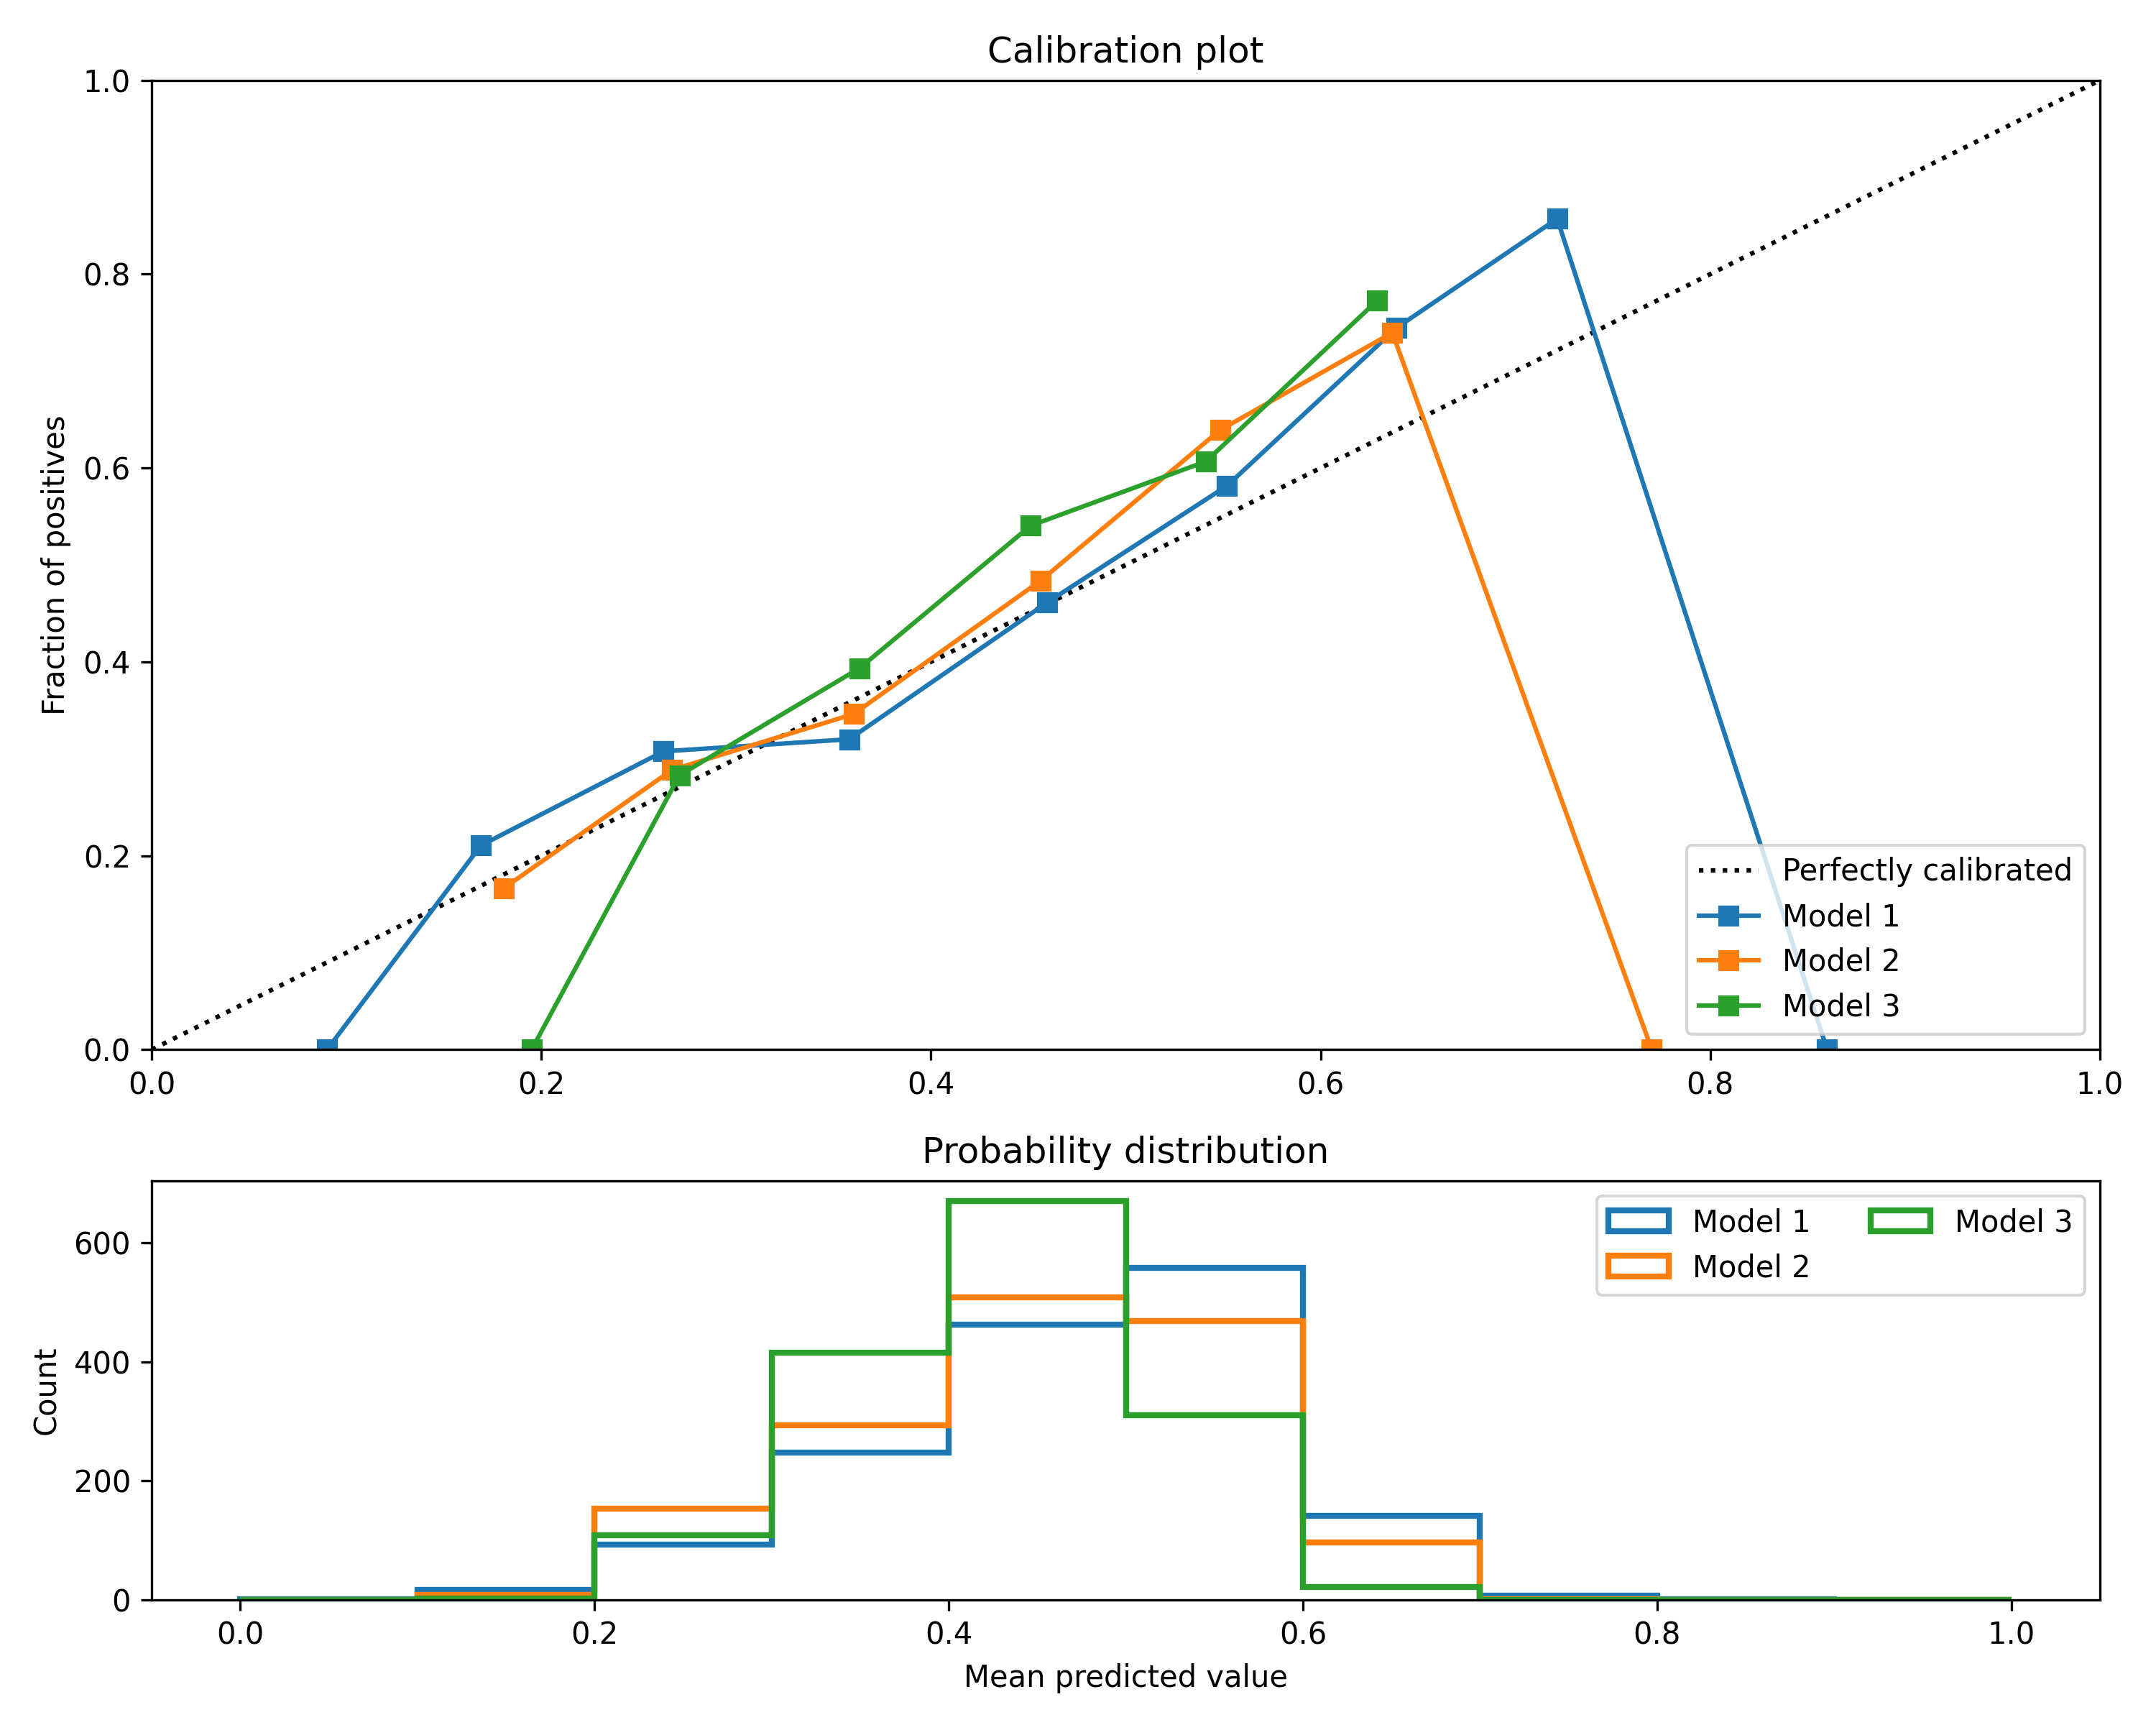 Calibration plot
1.0
0.8
0.6
0.4
0.2
0.0
Fraction of positives
Perfectly calibrated
Model 1
Model 2
Model 3
0.0 0.2 0.4 0.6 0.8 1.0
Probability distribution
600
400
200
0
Count
Model 1 Model 3
Model 2
0.0 0.2 0.4 0.6 0.8 1.0
Mean predicted value